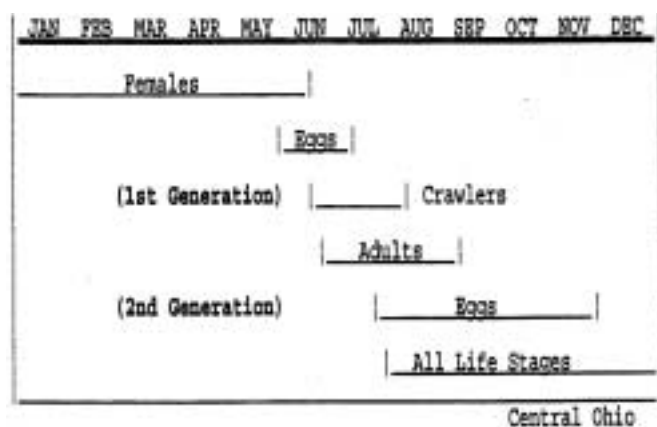 JAN FEB MAR APR MAY JUN JUL AUG SEP OCT NOV DEC
Females
Eggs
(1st Generation) Crawlers
Adults
(2nd Generation) Eggs
All Life Stages
Central Ohio